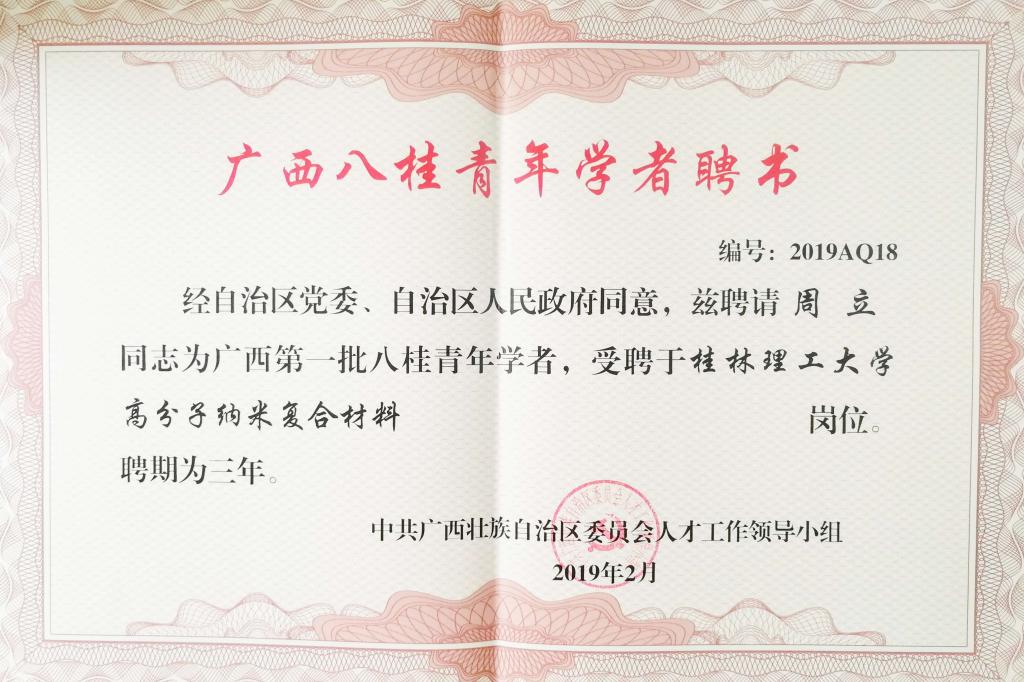 广西八桂青年学者聘书
编号：2019AQ18
经自治区党委、自治区人民政府同意，兹聘请 周 立
同志为广西第一批八桂青年学者，受聘于桂林理工大学
高分子纳米复合材料 岗位。
聘期为三年。
中共广西壮族自治区委员会人才工作领导小组
2019年2月